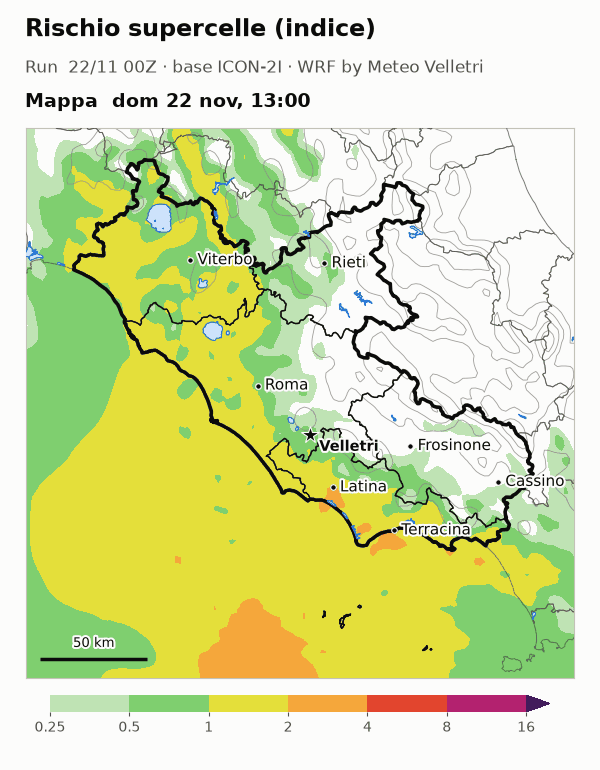 Rischio supercelle (indice)
Run  22/11 00Z · base ICON-2I · WRF by Meteo Velletri
Mappa  dom 22 nov, 13:00
Viterbo
Rieti
Roma
Velletri
Frosinone
Cassino
Latina
Terracina
50 km
0.25 0.5 1 2 4 8 16